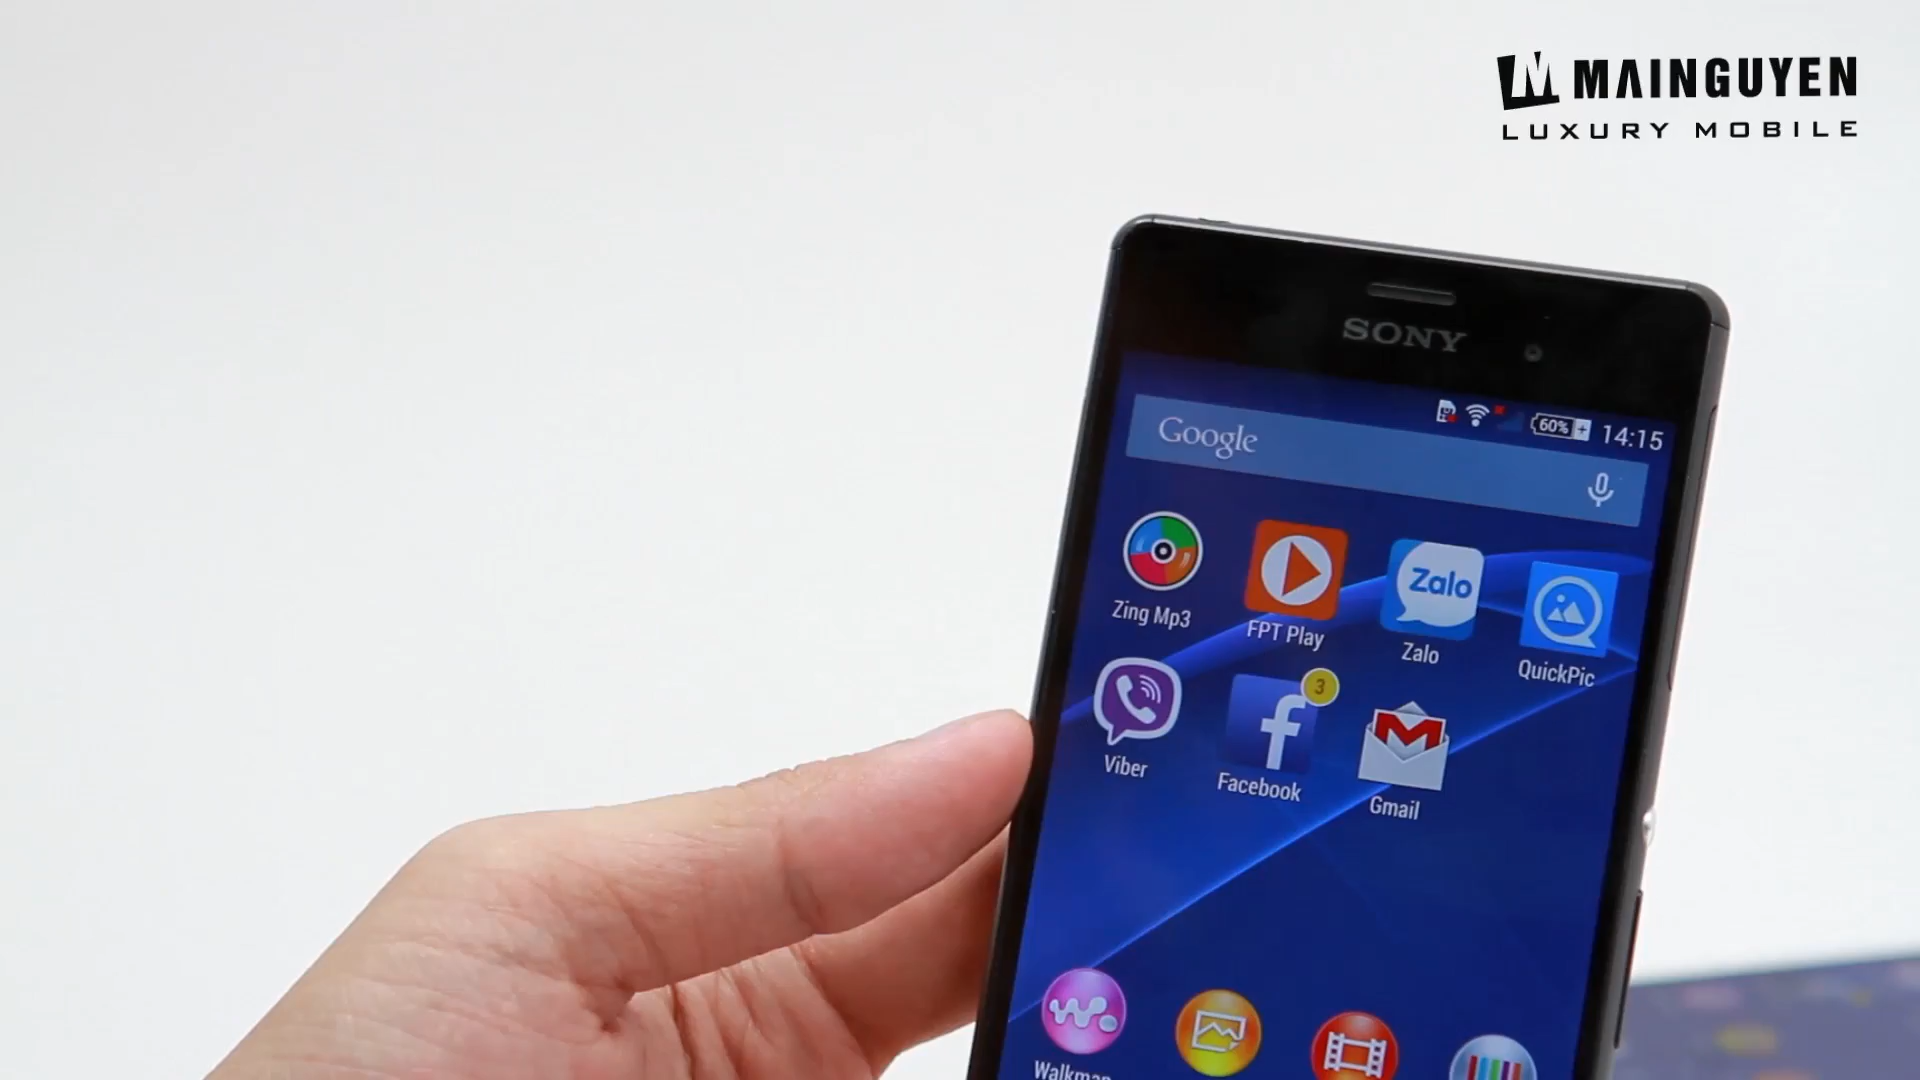 MAINGUYEN
LUXURY MOBILE
SONY
60% 14:15
Google
Zing Mp3 FPT Play Zalo Zalo QuickPic
3
Viber Facebook Gmail
Walkman